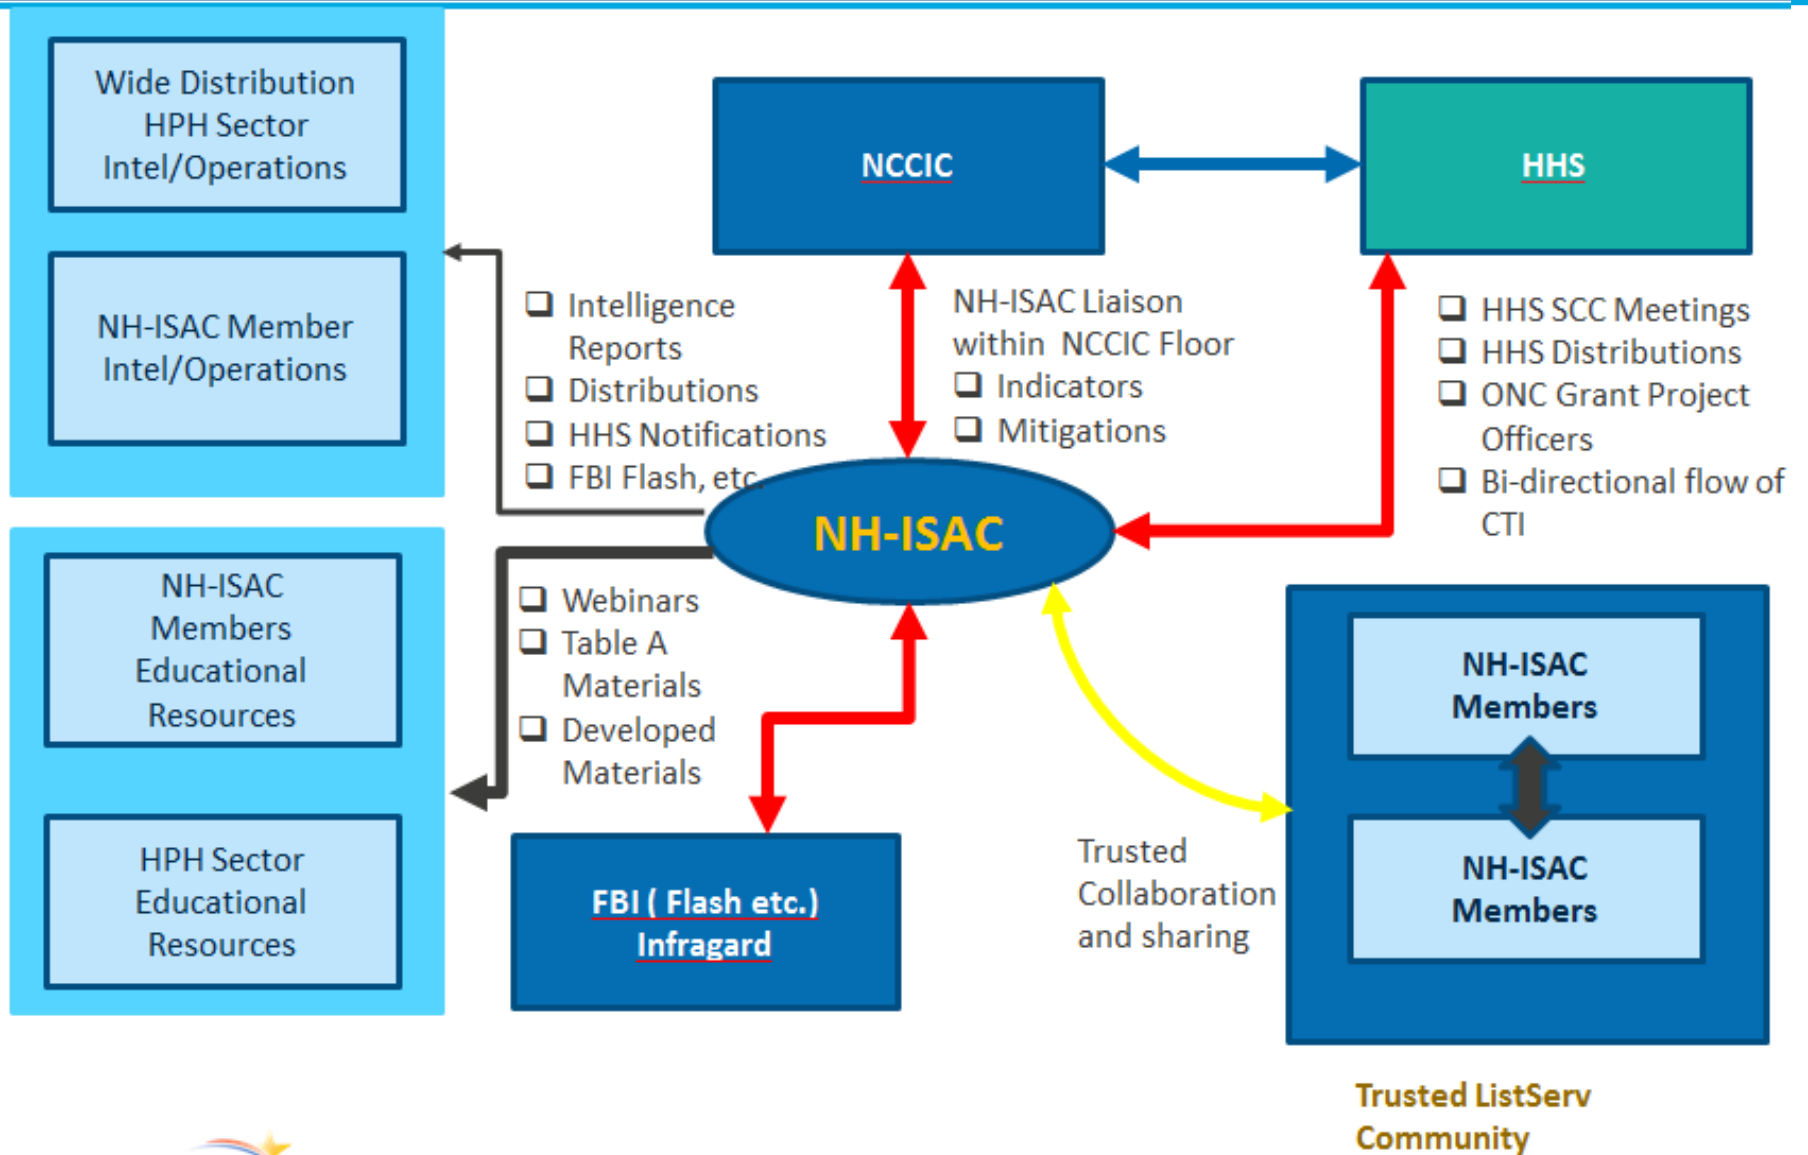 Wide Distribution
HPH Sector
Intel/Operations
NH-ISAC Member
Intel/Operations
NCCIC
HHS
Intelligence
Reports
Distributions
HHS Notifications
FBI Flash, etc.
NH-ISAC Liaison
within NCCIC Floor
Indicators
Mitigations
HHS SCC Meetings
HHS Distributions
ONC Grant Project
Officers
Bi-directional flow of
CTI
NH-ISAC
NH-ISAC
Members
Educational
Resources
HPH Sector
Educational
Resources
Webinars
Table A
Materials
Developed
Materials
FBI ( Flash etc.)
Infragard
Trusted
Collaboration
and sharing
NH-ISAC
Members
NH-ISAC
Members
Trusted ListServ
Community